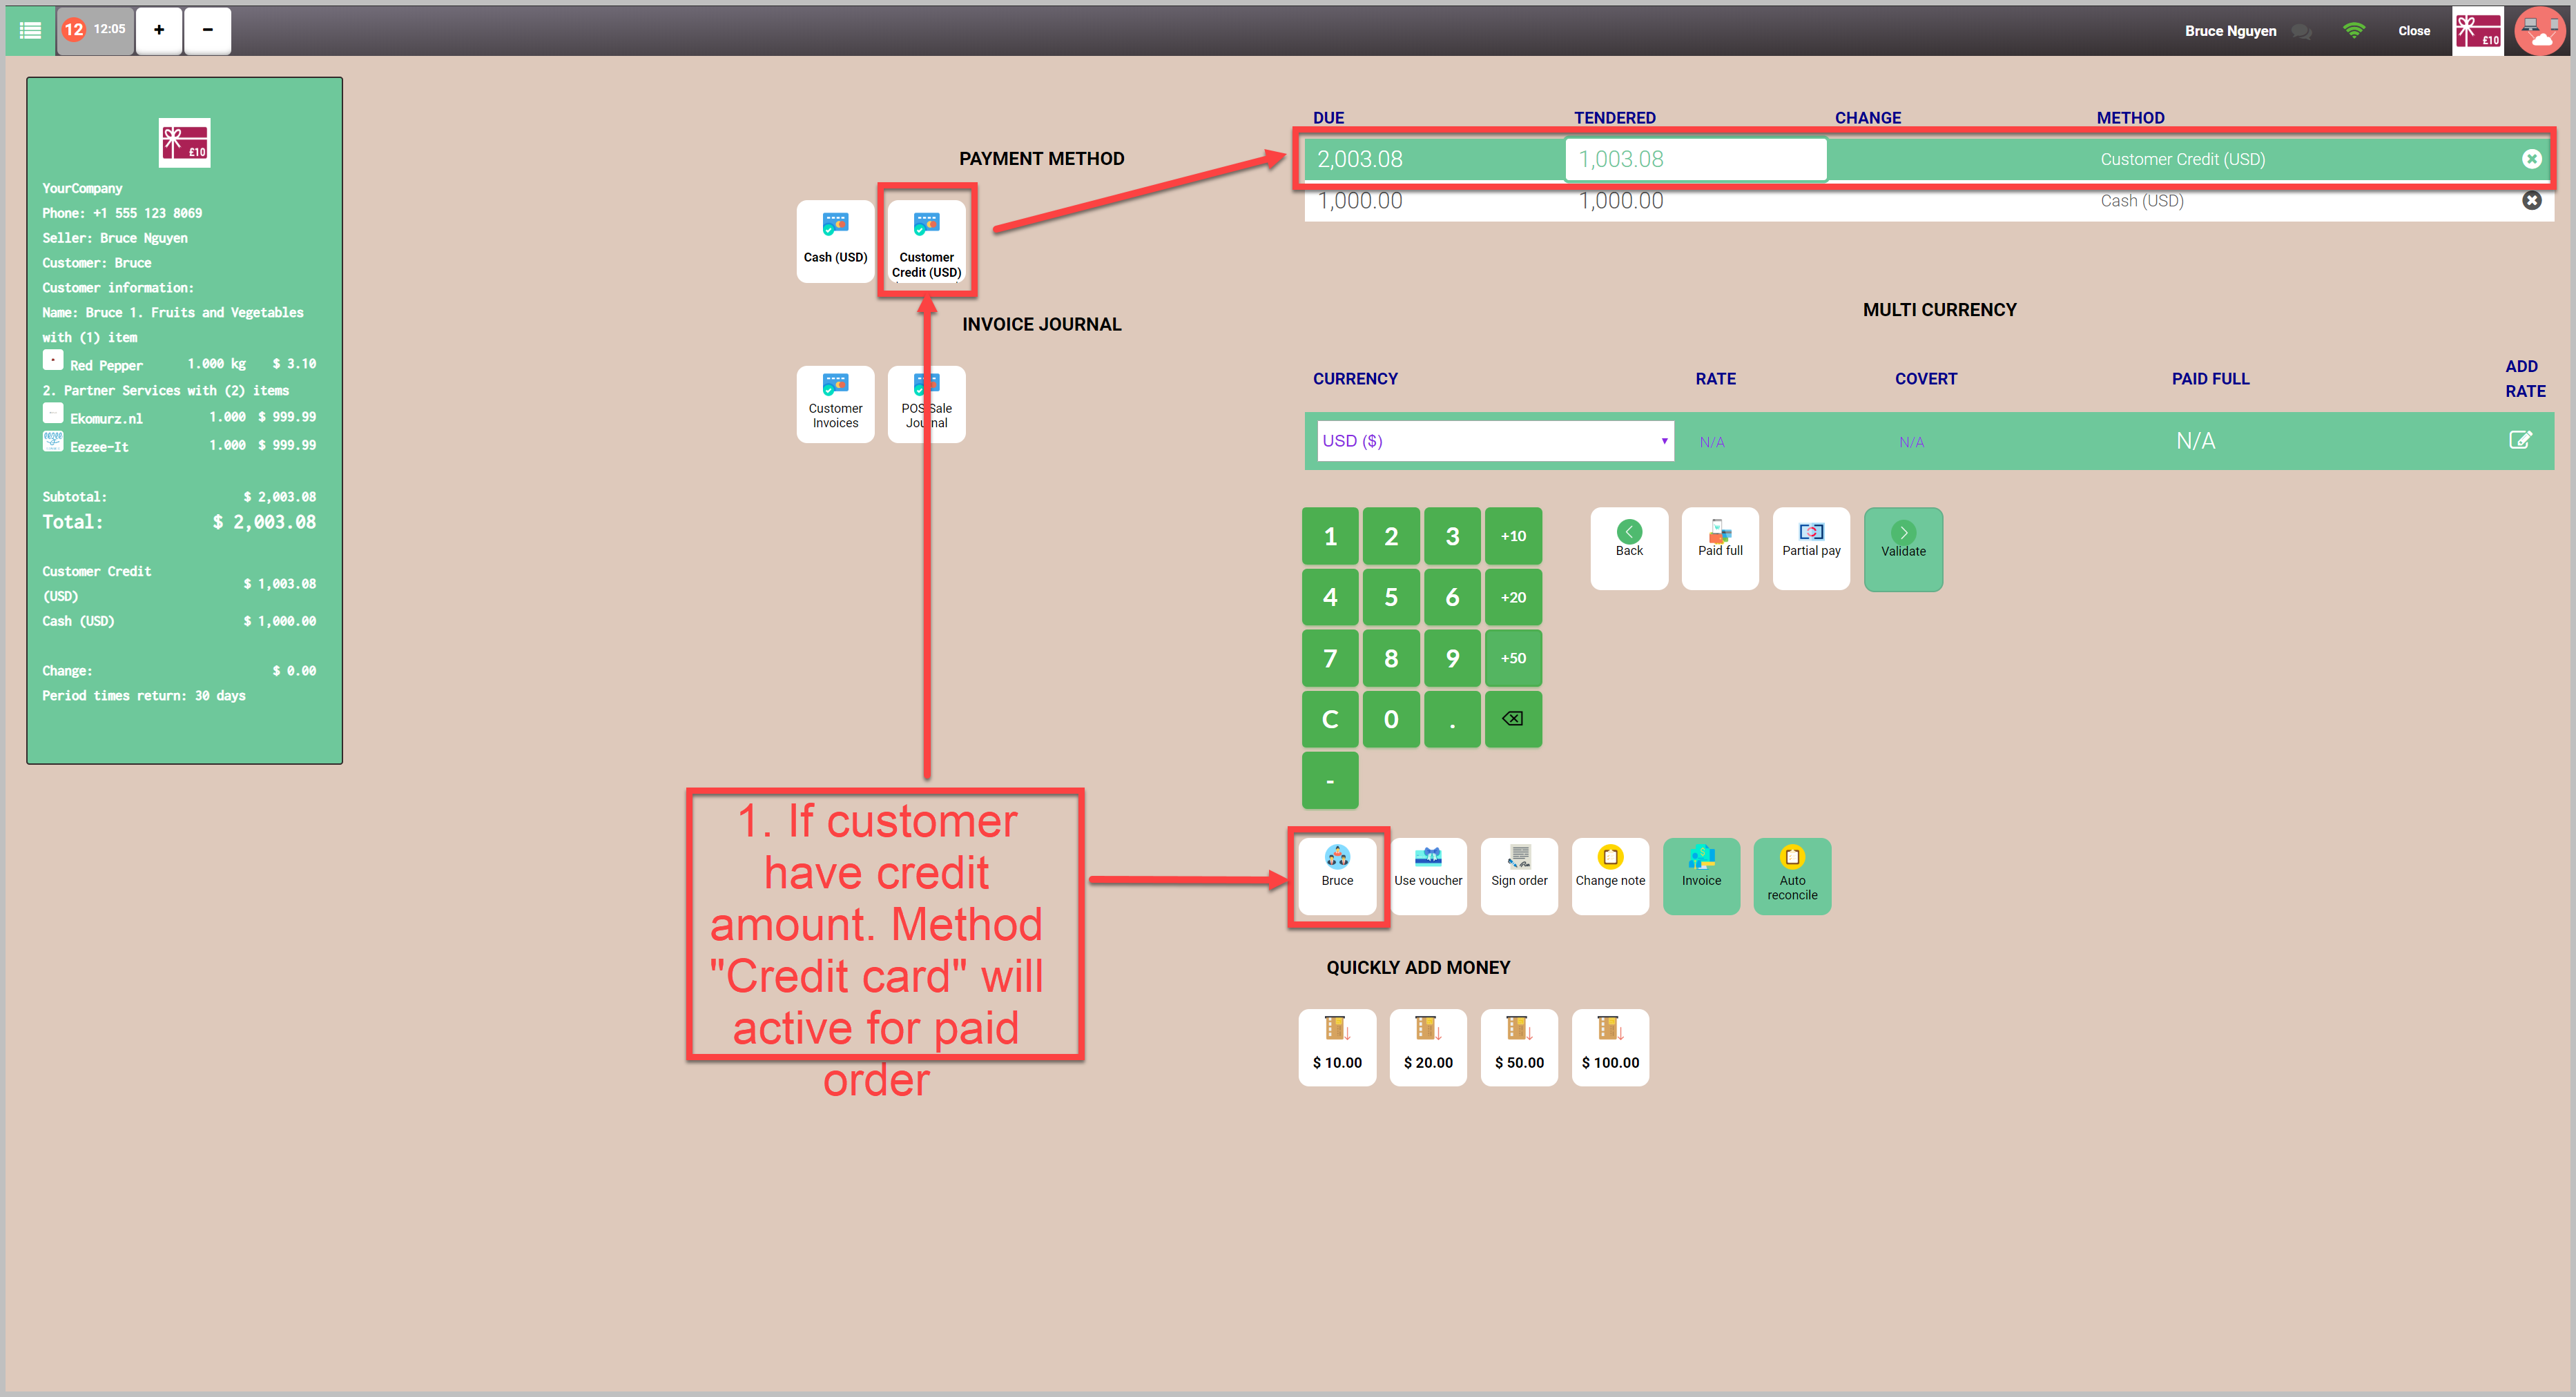 12 12:05 + −
Bruce Nguyen Close £10
£10
YourCompany
Phone: +1 555 123 8069
Seller: Bruce Nguyen
Customer: Bruce
Customer information:
Name: Bruce 1. Fruits and Vegetables
with (1) item
Red Pepper 1.000 kg $ 3.10
2. Partner Services with (2) items
Ekomurz.nl 1.000 $ 999.99
Eezee-It 1.000 $ 999.99
Subtotal: $ 2,003.08
Total: $ 2,003.08
Customer Credit
(USD) $ 1,003.08
Cash (USD) $ 1,000.00
Change: $ 0.00
Period times return: 30 days
PAYMENT METHOD
Cash (USD)
Customer
Credit (USD)
INVOICE JOURNAL
Customer
Invoices
POS Sale
Journal
1. If customer
have credit
amount. Method
"Credit card" will
active for paid
order
DUE TENDERED CHANGE METHOD
2,003.08 1,003.08 Customer Credit (USD)
1,000.00 1,000.00 Cash (USD)
MULTI CURRENCY
CURRENCY RATE COVERT PAID FULL ADD
RATE
USD ($) N/A N/A N/A
1 2 3 +10
4 5 6 +20
7 8 9 +50
C 0 .
-
Back
Paid full
Partial pay
Validate
Bruce
Use voucher
Sign order
Change note
Invoice
Auto
reconcile
QUICKLY ADD MONEY
$ 10.00 $ 20.00 $ 50.00 $ 100.00